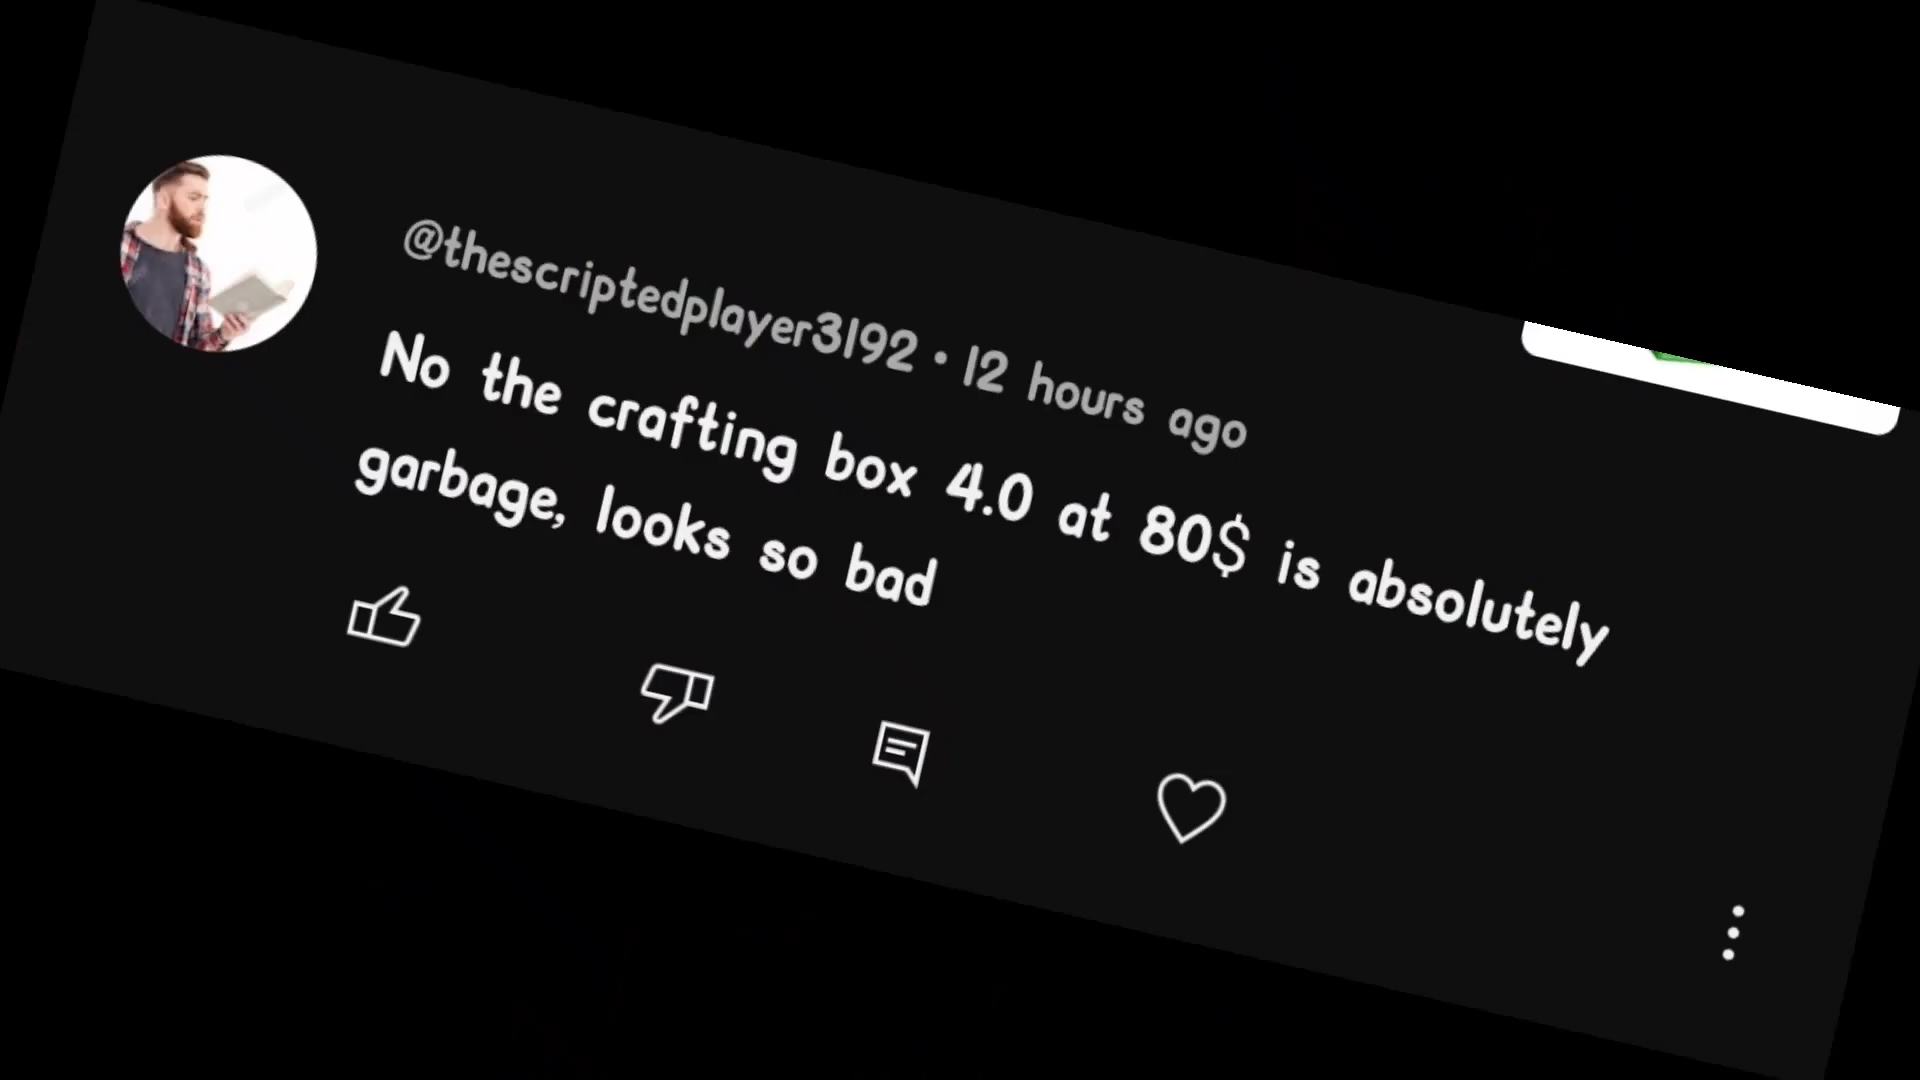 @thescriptedplayer3192 • 12 hours ago
No the crafting box 4.0 at 80$ is absolutely
garbage, looks so bad